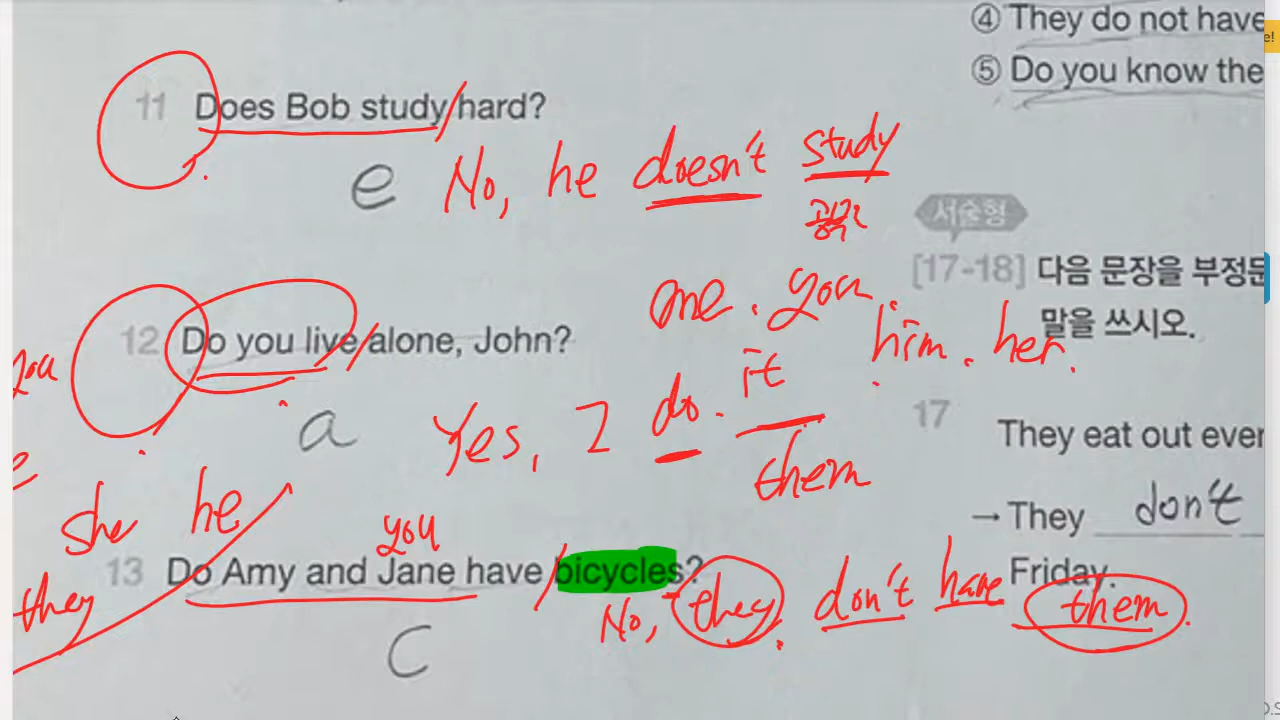 ④ They do not have
⑤ Do you know the
11 Does Bob study / hard?
e No, he doesn't study
서술형
[17-18] 다음 문장을 부정문
말을 쓰시오.
me. you. him. her.
12 Do you live / alone, John?
it
you
a Yes, I do.
them
17
They eat out ever
→ They don't
Friday.
she he
they
you
13 Do Amy and Jane have / bicycles?
No, they don't have them.
c